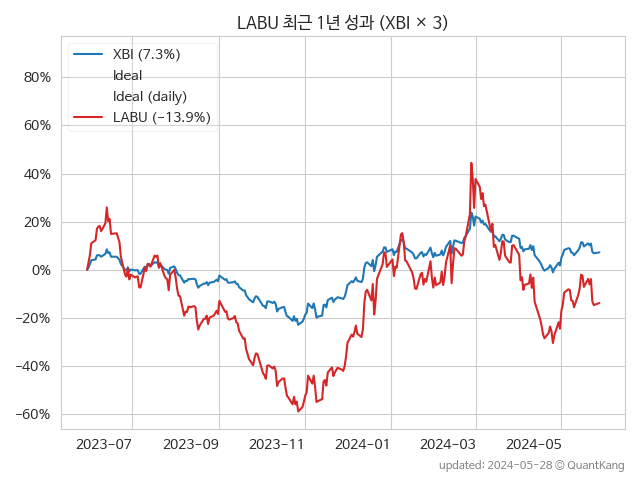 LABU 최근 1년 성과 (XBI × 3)
XBI (7.3%)
Ideal
Ideal (daily)
LABU (−13.9%)
80%
60%
40%
20%
0%
−20%
−40%
−60%
2023-07 2023-09 2023-11 2024-01 2024-03 2024-05
updated: 2024-05-28 © QuantKang